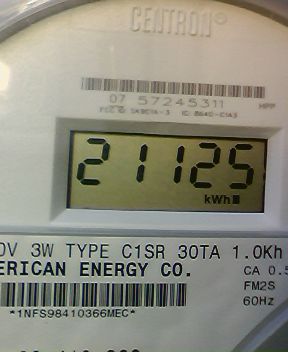 CENTRON®
07 57245311 HPP
21125
kWh
0V 3W TYPE C1SR 30TA 1.0Kh
ERICAN ENERGY CO. CA 0.5
FM2S
*1NFS98410366MEC* 60Hz